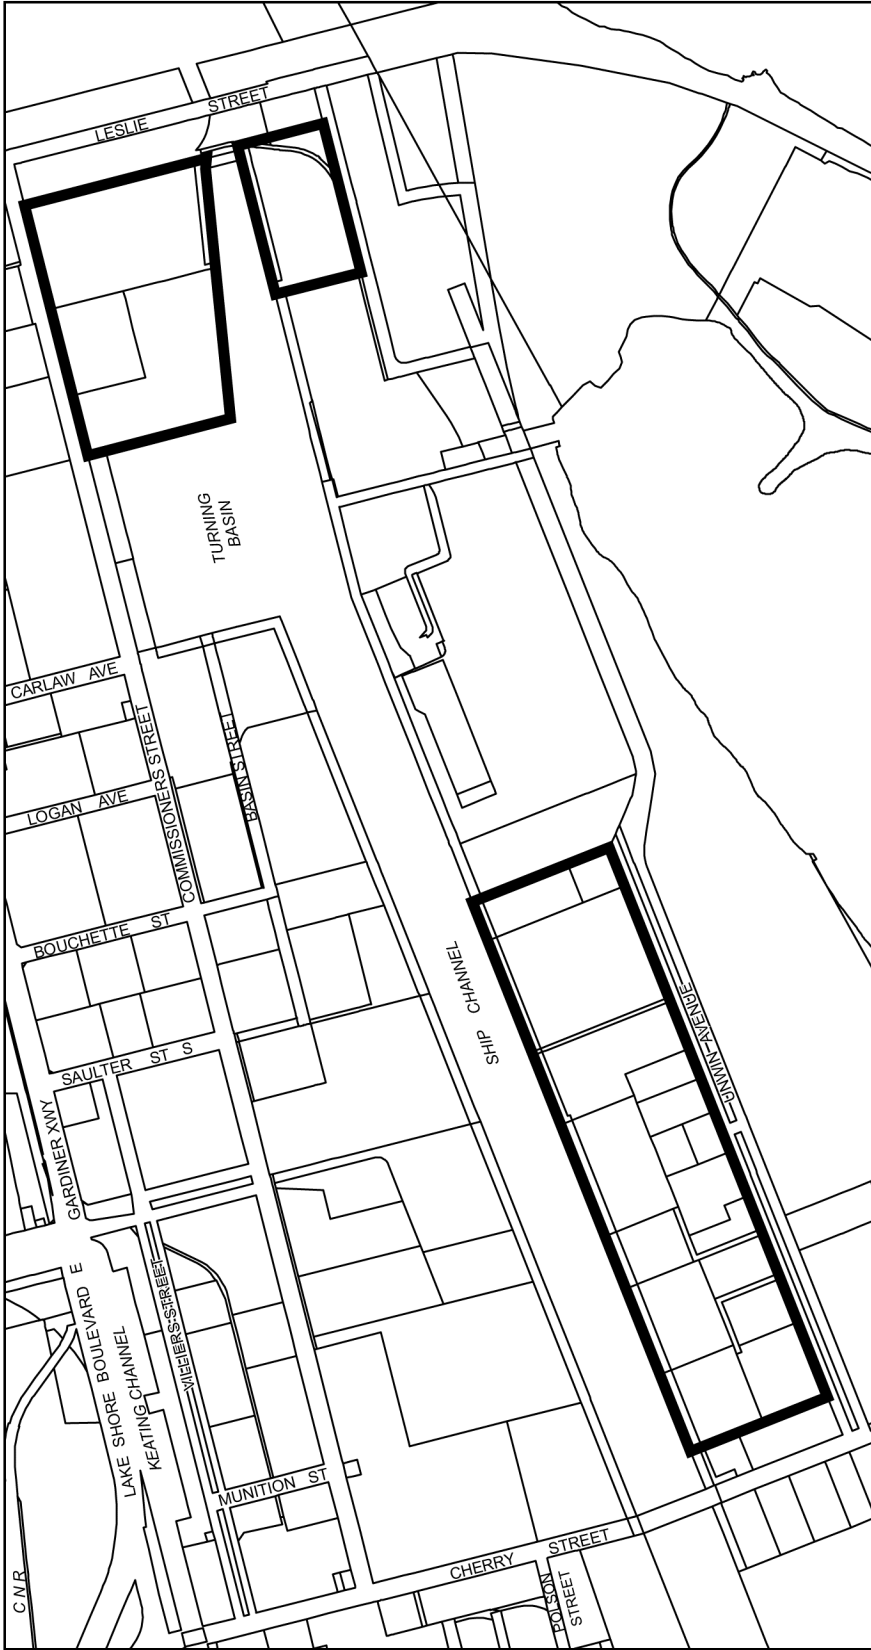 LESLIE STREET
TURNING
BASIN
CARLAW AVE
COMMISSIONERS STREET
BASIN STREET
LOGAN AVE
BOUCHETTE ST
SHIP CHANNEL
UNWIN AVENUE
SAULTER ST S
GARDINER XWY
LAKE SHORE BOULEVARD E
KEATING CHANNEL
VILLIERS STREET
MUNITION ST
CHERRY STREET
POLSON
STREET
CNR